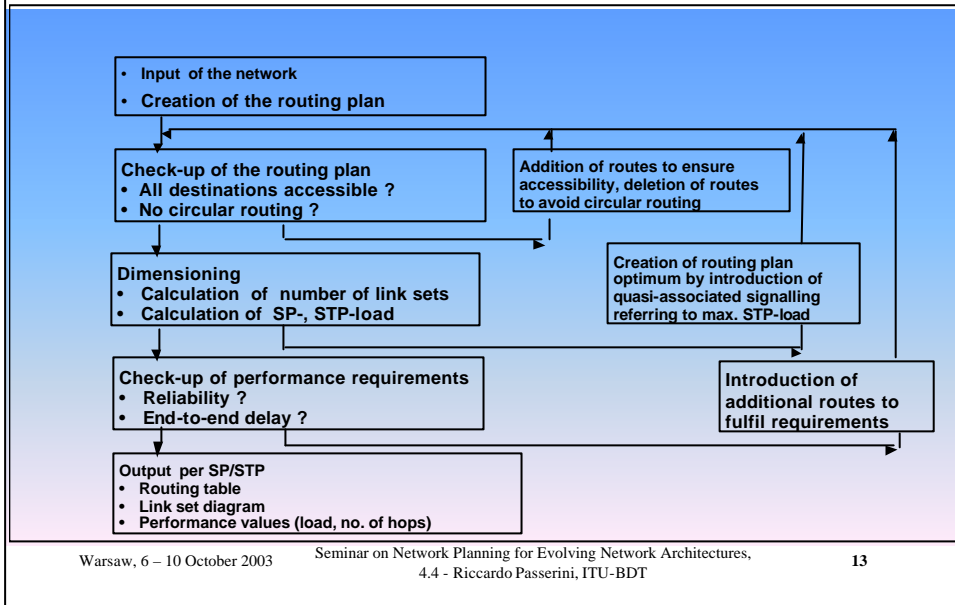 • Input of the network
• Creation of the routing plan
Check-up of the routing plan
• All destinations accessible ?
• No circular routing ?
Addition of routes to ensure
accessibility, deletion of routes
to avoid circular routing
Dimensioning
• Calculation of number of link sets
• Calculation of SP-, STP-load
Creation of routing plan
optimum by introduction of
quasi-associated signalling
referring to max. STP-load
Check-up of performance requirements
• Reliability ?
• End-to-end delay ?
Introduction of
additional routes to
fulfil requirements
Output per SP/STP
• Routing table
• Link set diagram
• Performance values (load, no. of hops)
Warsaw, 6 – 10 October 2003
Seminar on Network Planning for Evolving Network Architectures,
4.4 - Riccardo Passerini, ITU-BDT
13